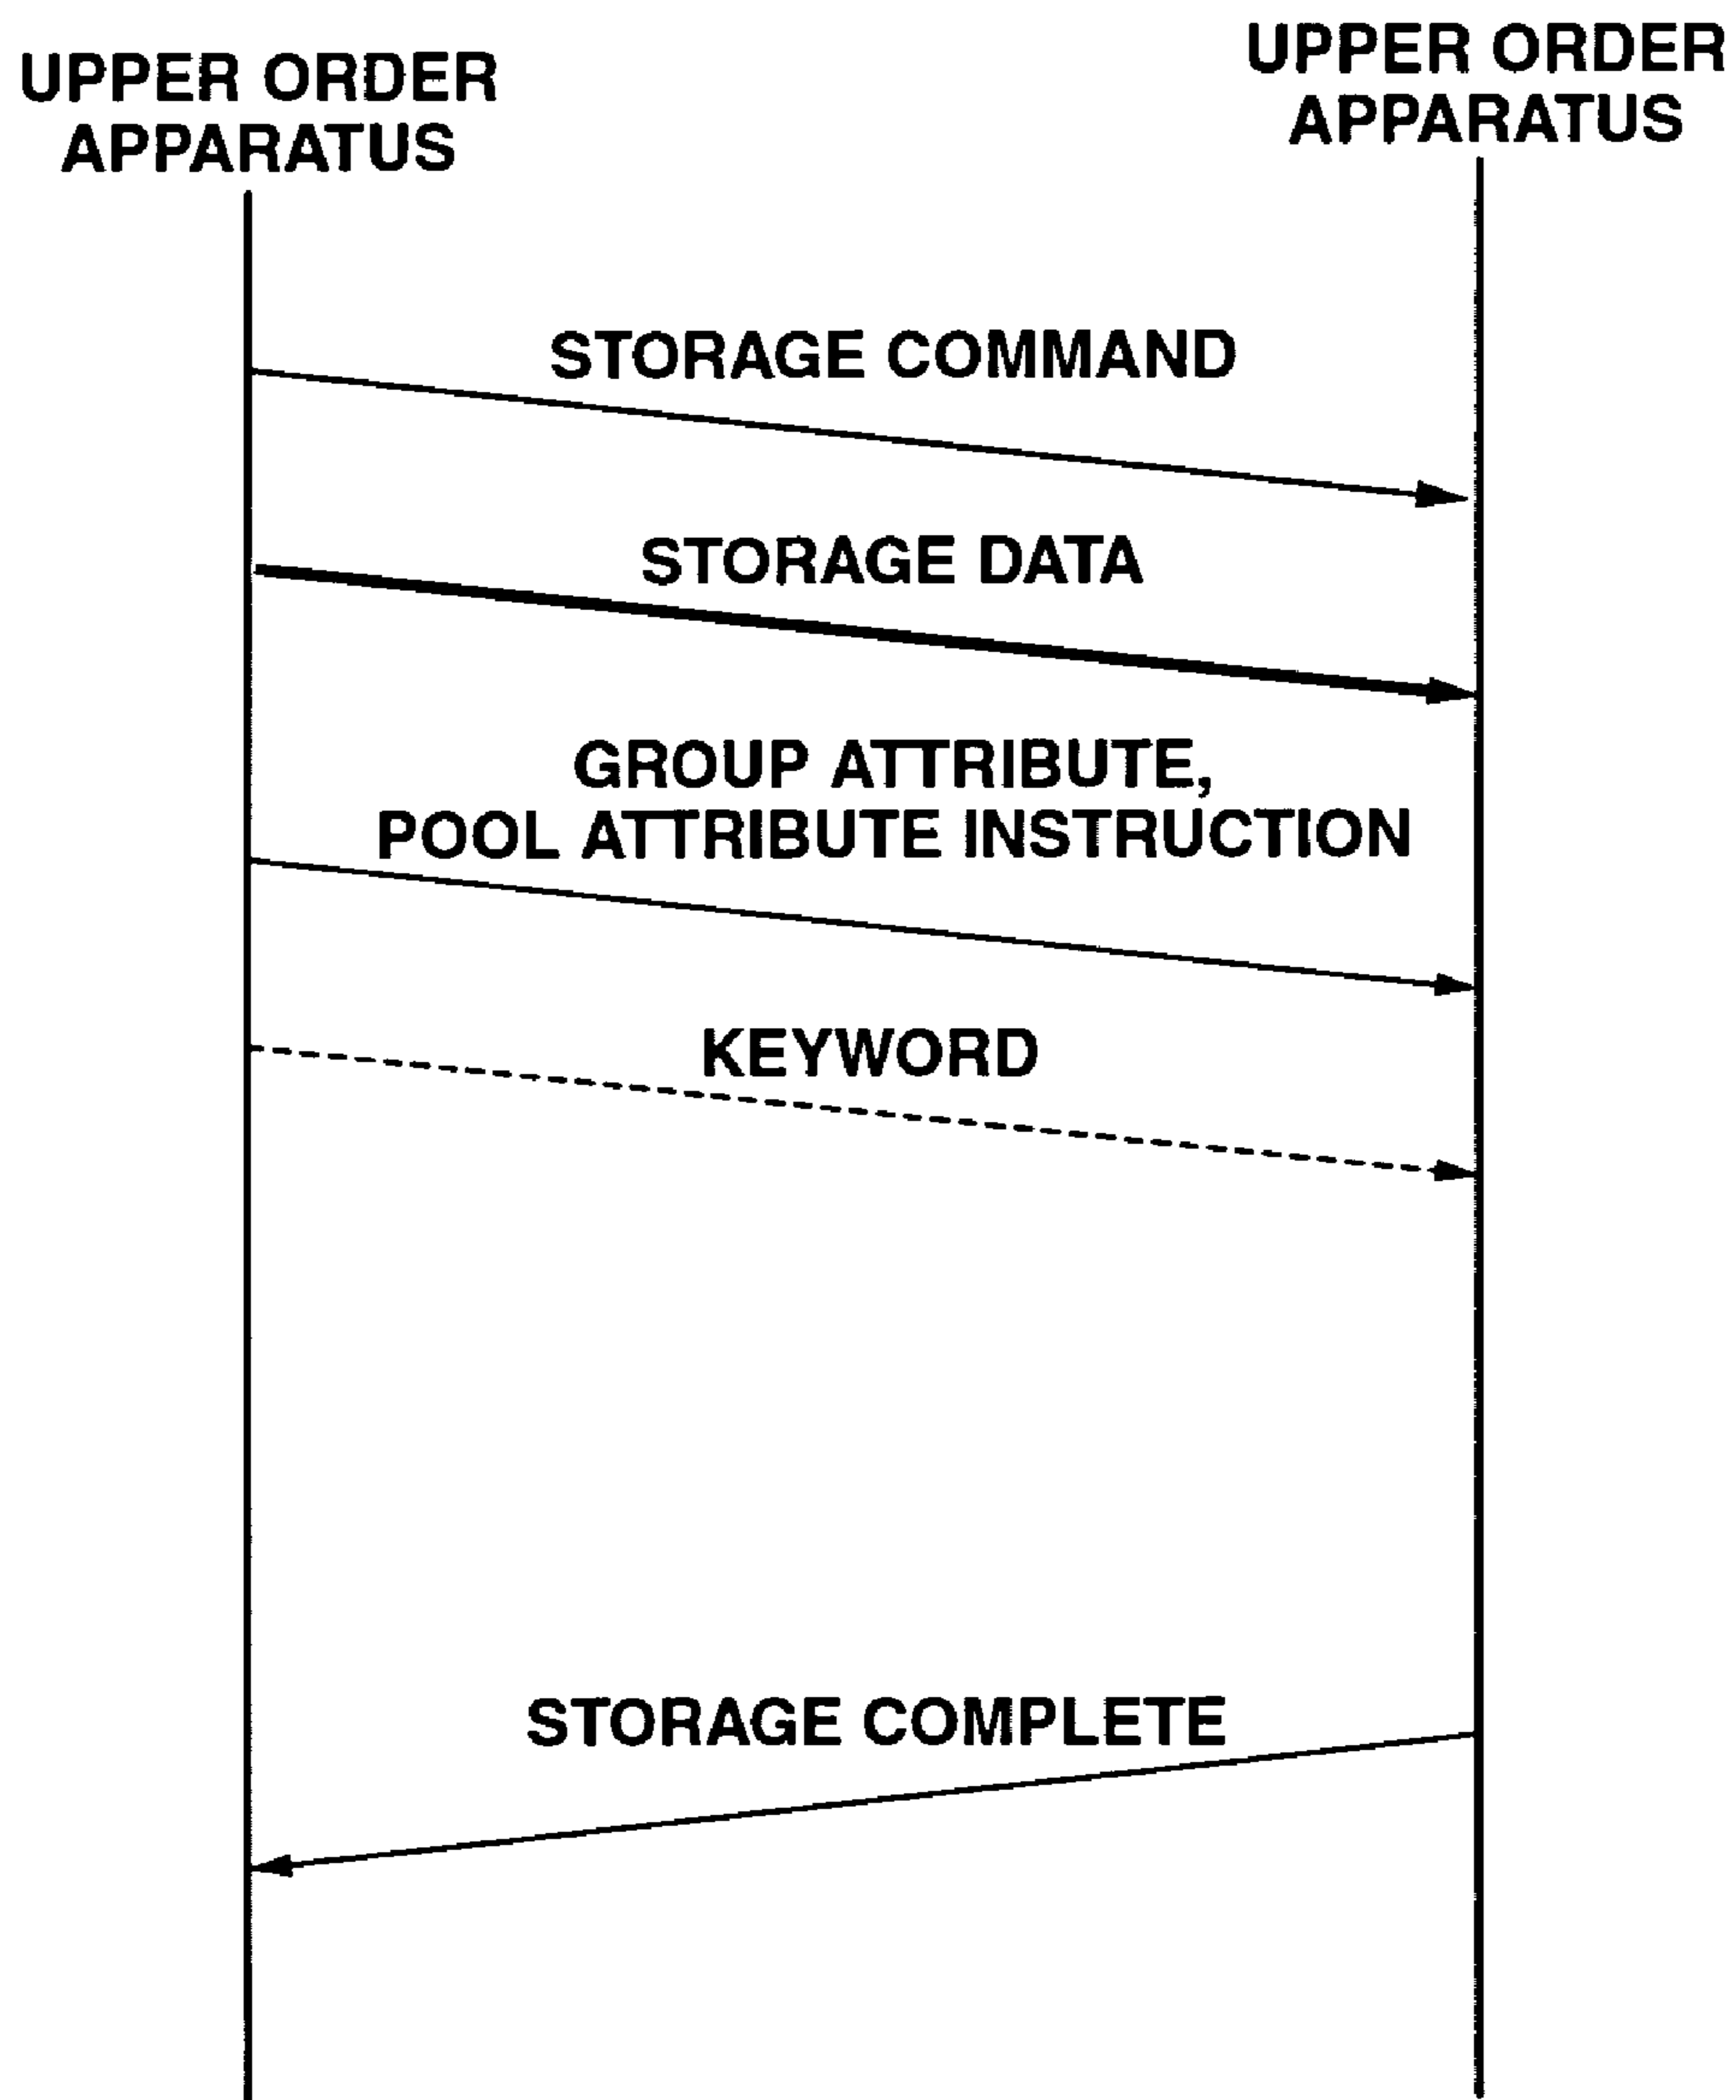 UPPER ORDER
APPARATUS
UPPER ORDER
APPARATUS
STORAGE COMMAND
STORAGE DATA
GROUP ATTRIBUTE,
POOL ATTRIBUTE INSTRUCTION
KEYWORD
STORAGE COMPLETE